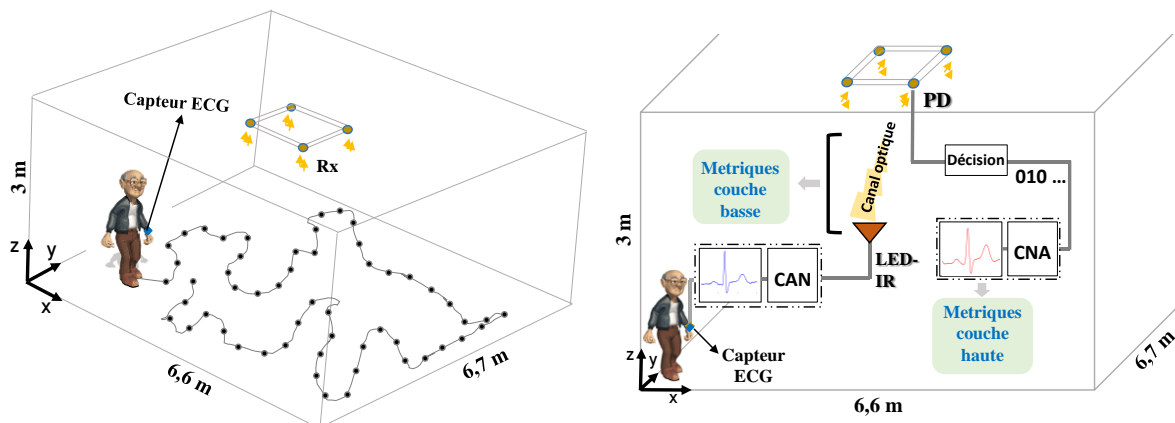 Capteur ECG
Rx
3 m
z
y
x
6,6 m
6,7 m
PD
Décision
010 ...
Metriques
couche
basse
Canal optique
3 m
LED-
IR
CAN
CNA
Metriques
couche
haute
Capteur
ECG
z
y
x
6,6 m
6,7 m